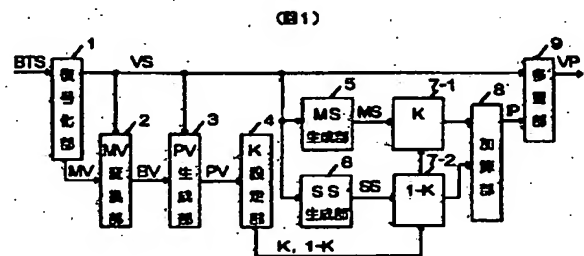 (図1)
1
9
BTS
VS
VP
復号化部
2
3
4
5
7-1
8
多重部
MS生成部
MS
K
IP
MV
MV変換部
BV
PV生成部
PV
K設定部
6
7-2
加算部
SS生成部
SS
1-K
K, 1-K